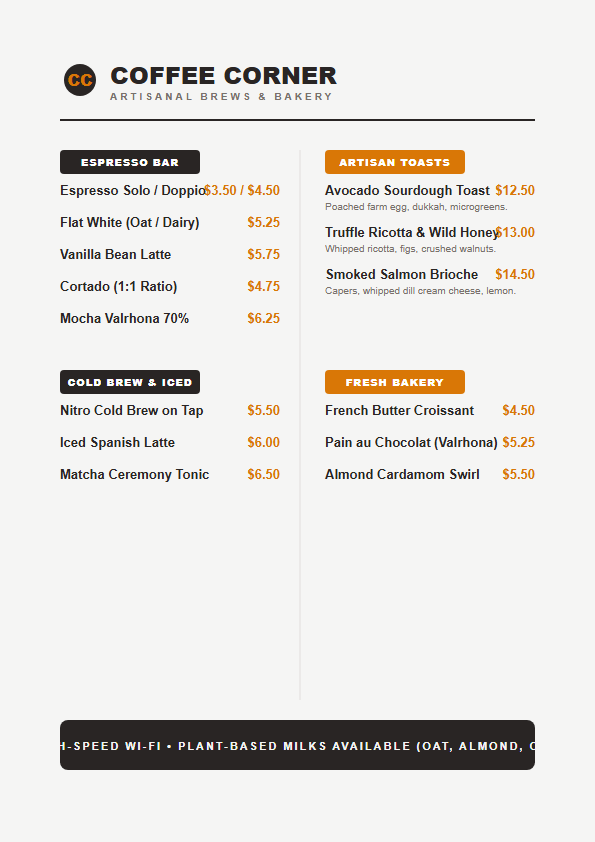 CC
COFFEE CORNER
ARTISANAL BREWS & BAKERY
ESPRESSO BAR
Espresso Solo / Doppio $3.50 / $4.50
Flat White (Oat / Dairy) $5.25
Vanilla Bean Latte $5.75
Cortado (1:1 Ratio) $4.75
Mocha Valrhona 70% $6.25
COLD BREW & ICED
Nitro Cold Brew on Tap $5.50
Iced Spanish Latte $6.00
Matcha Ceremony Tonic $6.50
ARTISAN TOASTS
Avocado Sourdough Toast $12.50
Poached farm egg, dukkah, microgreens.
Truffle Ricotta & Wild Honey $13.00
Whipped ricotta, figs, crushed walnuts.
Smoked Salmon Brioche $14.50
Capers, whipped dill cream cheese, lemon.
FRESH BAKERY
French Butter Croissant $4.50
Pain au Chocolat (Valrhona) $5.25
Almond Cardamom Swirl $5.50
H-SPEED WI-FI • PLANT-BASED MILKS AVAILABLE (OAT, ALMOND,